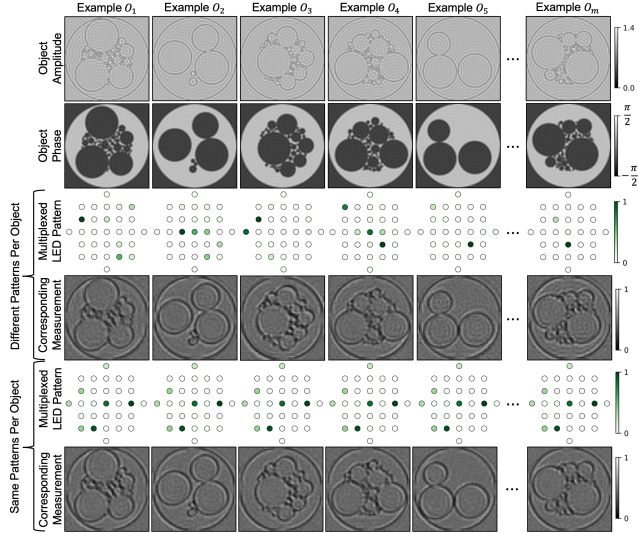 Example O₁ Example O₂ Example O₃ Example O₄ Example O₅ Example Oₘ
Object Amplitude
...
1.4
0.0
Object Phase
...
π/2
−π/2
Different Patterns Per Object
Multiplexed LED Pattern
...
1
0
Corresponding Measurement
...
1
0
Same Patterns Per Object
Multiplexed LED Pattern
...
1
0
Corresponding Measurement
...
1
0